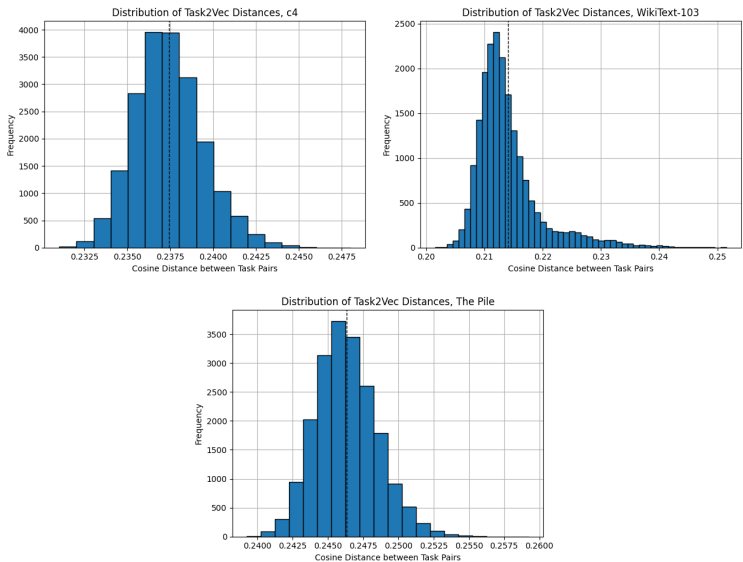 Distribution of Task2Vec Distances, c4
Frequency
4000
3500
3000
2500
2000
1500
1000
500
0
0.2325 0.2350 0.2375 0.2400 0.2425 0.2450 0.2475
Cosine Distance between Task Pairs
Distribution of Task2Vec Distances, WikiText-103
Frequency
2500
2000
1500
1000
500
0
0.20 0.21 0.22 0.23 0.24 0.25
Cosine Distance between Task Pairs
Distribution of Task2Vec Distances, The Pile
Frequency
3500
3000
2500
2000
1500
1000
500
0
0.2400 0.2425 0.2450 0.2475 0.2500 0.2525 0.2550 0.2575 0.2600
Cosine Distance between Task Pairs